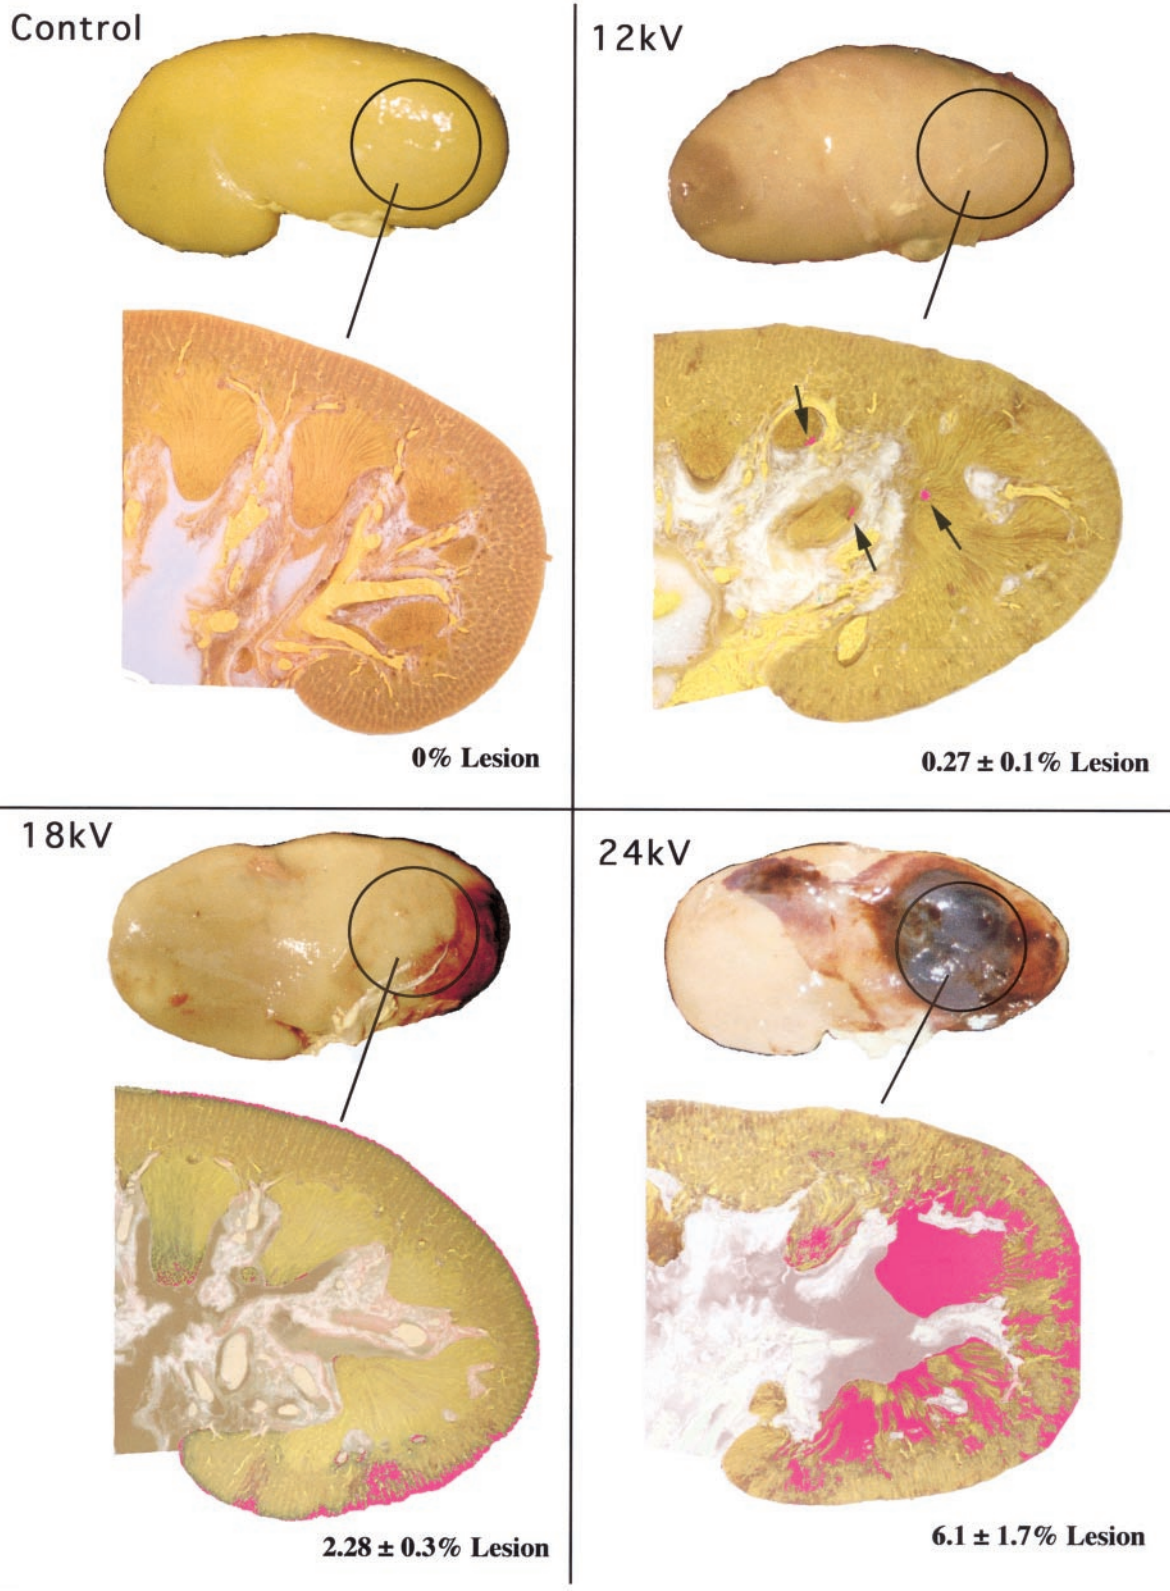 Control
12kV
0% Lesion
0.27 ± 0.1% Lesion
18kV
24kV
2.28 ± 0.3% Lesion
6.1 ± 1.7% Lesion